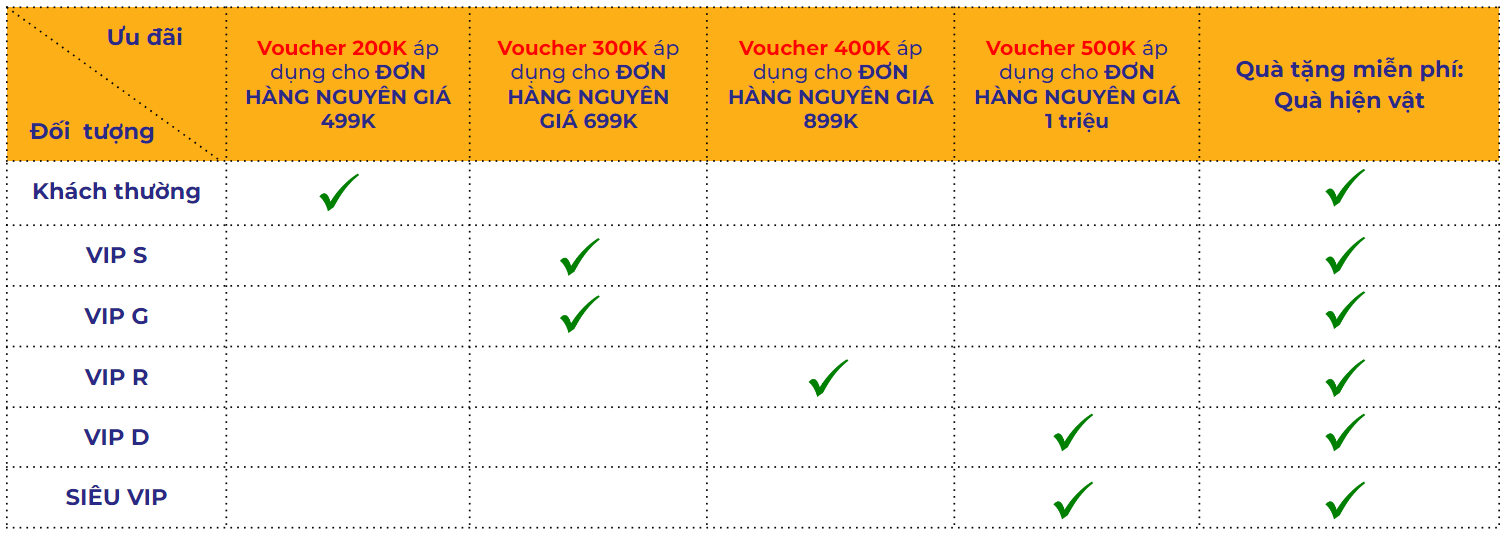 Ưu đãi
Đối tượng
Voucher 200K áp
dụng cho ĐƠN
HÀNG NGUYÊN GIÁ
499K
Voucher 300K áp
dụng cho ĐƠN
HÀNG NGUYÊN
GIÁ 699K
Voucher 400K áp
dụng cho ĐƠN
HÀNG NGUYÊN GIÁ
899K
Voucher 500K áp
dụng cho ĐƠN
HÀNG NGUYÊN GIÁ
1 triệu
Quà tặng miễn phí:
Quà hiện vật
Khách thường
VIP S
VIP G
VIP R
VIP D
SIÊU VIP